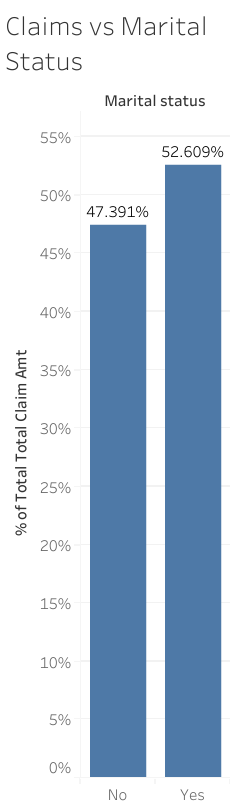 Claims vs Marital
Status
Marital status
55%
52.609%
50%
47.391%
45%
40%
35%
% of Total Total Claim Amt
30%
25%
20%
15%
10%
5%
0%
No Yes